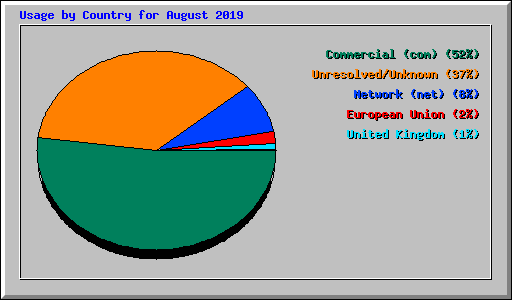 Usage by Country for August 2019
Commercial (com) (52%)
Unresolved/Unknown (37%)
Network (net) (8%)
European Union (2%)
United Kingdom (1%)